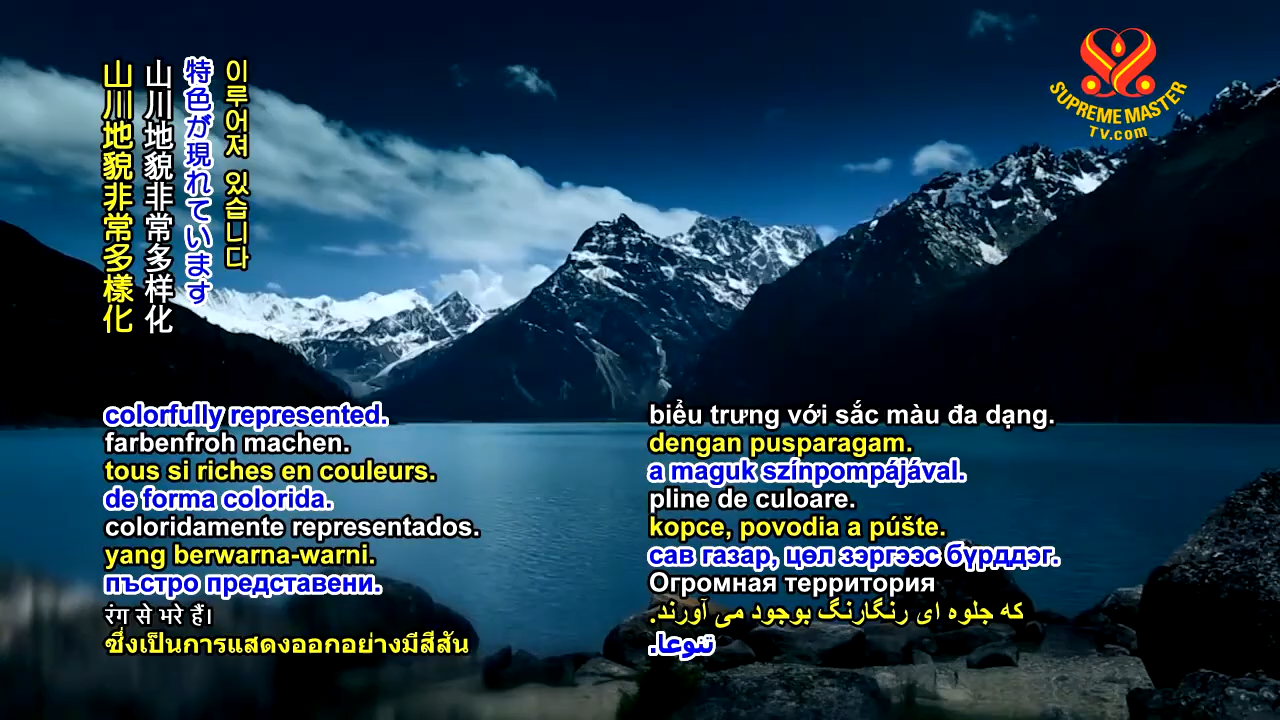 山川地貌非常多樣化
山川地貌非常多样化
特色が現れています
이루어져 있습니다
SUPREME MASTER
TV.com
colorfully represented.
farbenfroh machen.
tous si riches en couleurs.
de forma colorida.
coloridamente representados.
yang berwarna-warni.
пъстро представени.
रंग से भरे हैं।
ซึ่งเป็นการแสดงออกอย่างมีสีสัน
biểu trưng với sắc màu đa dạng.
dengan pusparagam.
a maguk színpompájával.
pline de culoare.
kopce, povodia a púšte.
сав газар, цөл зэргээс бүрддэг.
Огромная территория
که جلوه ای رنگارنگ بوجود می آورند.
تنوعا.